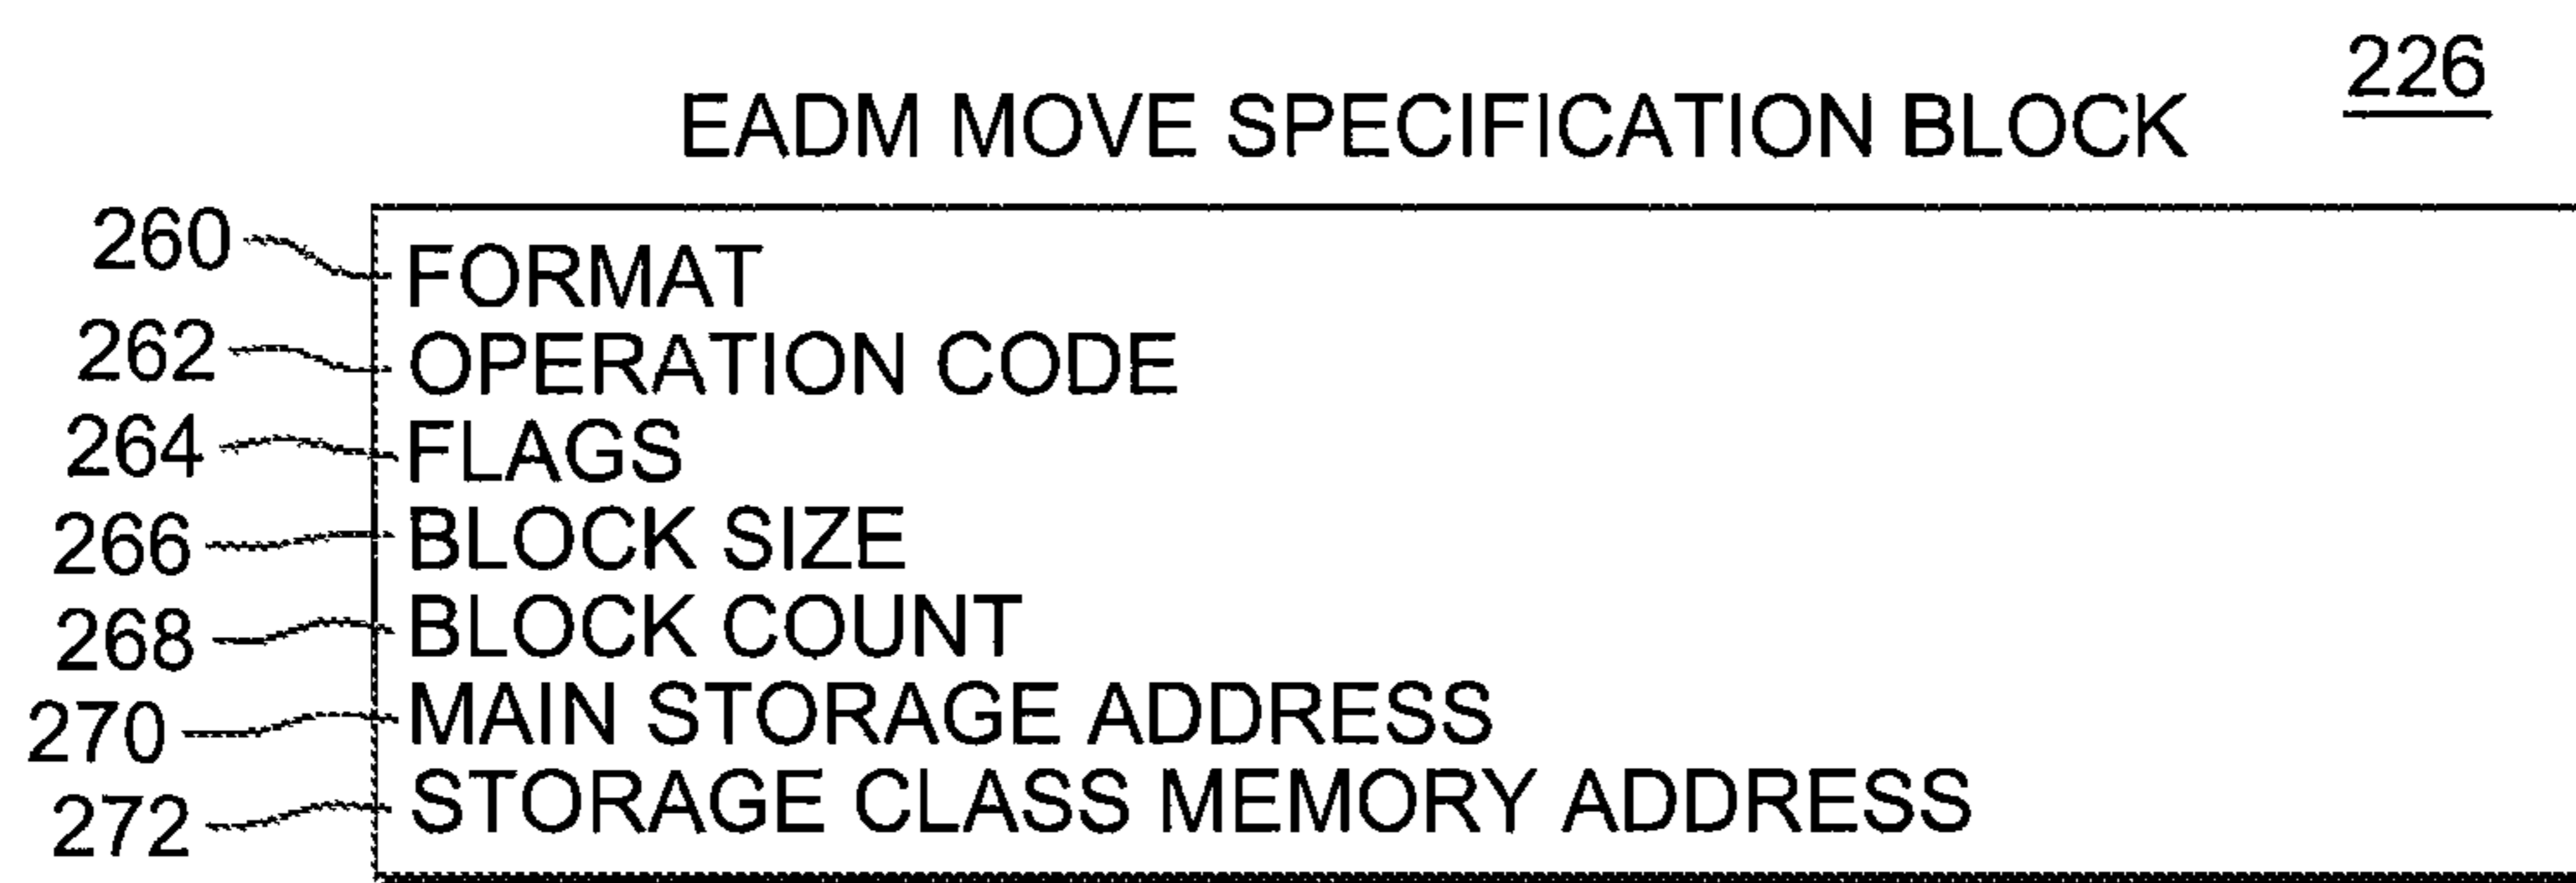 226
EADM MOVE SPECIFICATION BLOCK
260 FORMAT
262 OPERATION CODE
264 FLAGS
266 BLOCK SIZE
268 BLOCK COUNT
270 MAIN STORAGE ADDRESS
272 STORAGE CLASS MEMORY ADDRESS